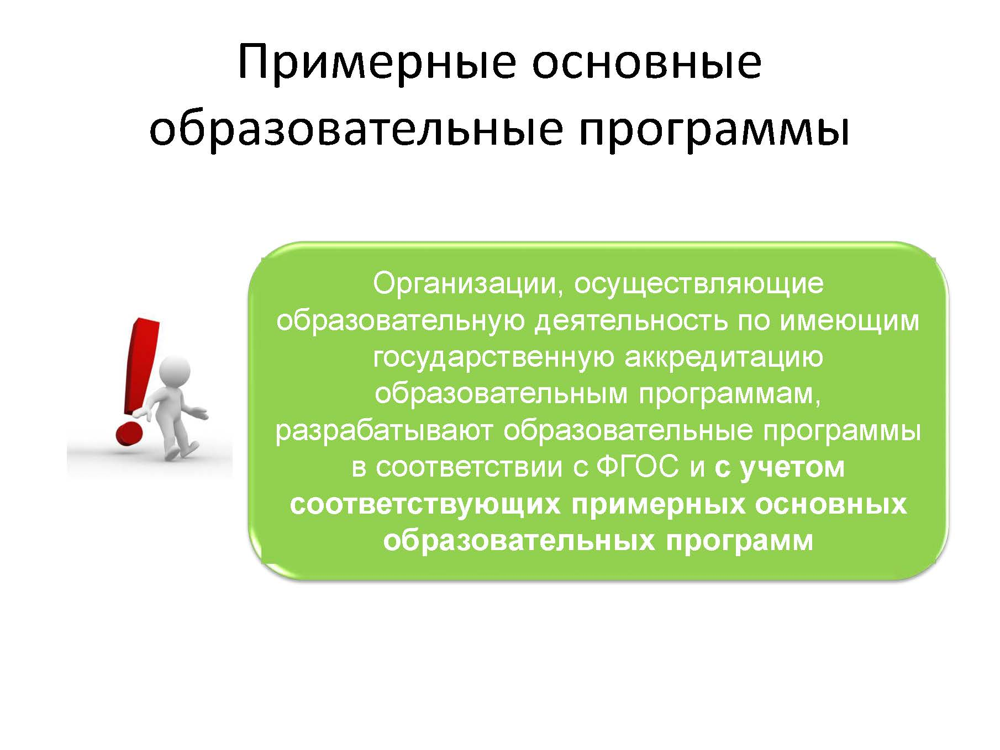 Примерные основные
образовательные программы
Организации, осуществляющие
образовательную деятельность по имеющим
государственную аккредитацию
образовательным программам,
разрабатывают образовательные программы
в соответствии с ФГОС и с учетом
соответствующих примерных основных
образовательных программ